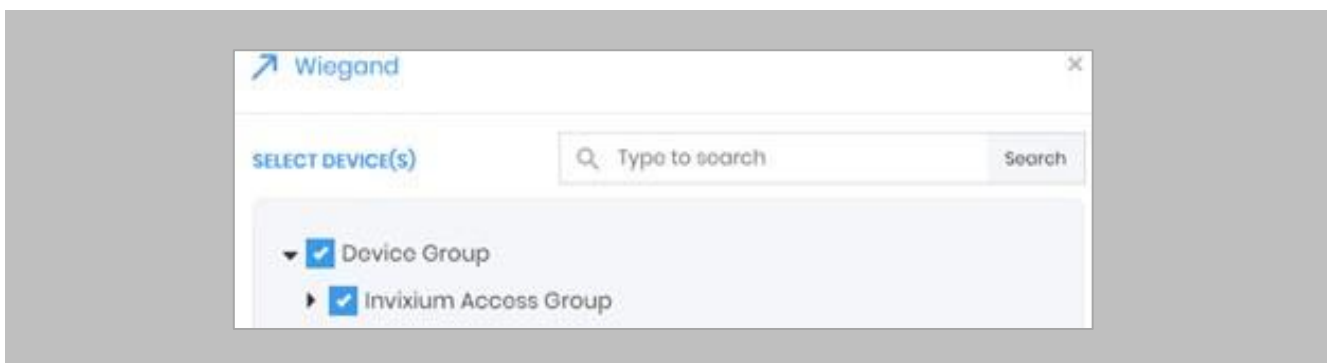 Wiegand
SELECT DEVICE(S)
Type to search
Search
Device Group
Invixium Access Group